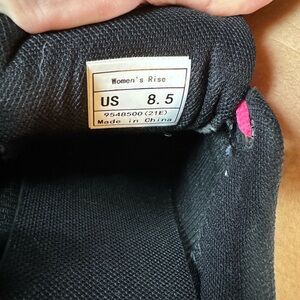 Women's Rise
US 8.5
9548500(21E)
Made in China